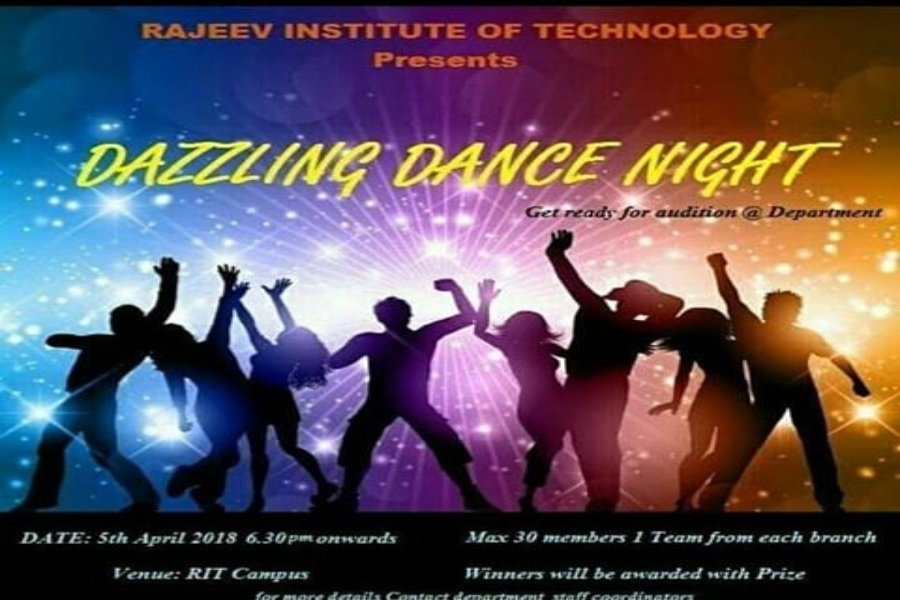 RAJEEV INSTITUTE OF TECHNOLOGY
Presents
DAZZLING DANCE NIGHT
Get ready for audition @ Department
DATE: 5th April 2018 6.30pm onwards
Max 30 members 1 Team from each branch
Venue: RIT Campus
Winners will be awarded with Prize
for more details Contact department staff coordinators